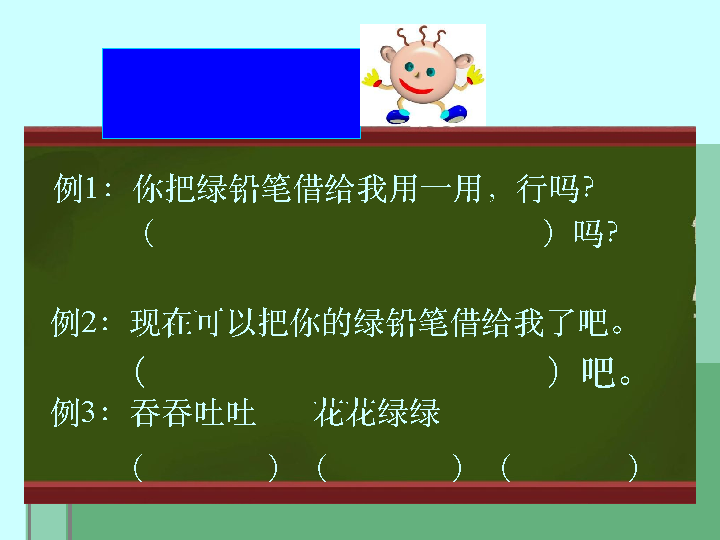 例1：你把绿铅笔借给我用一用，行吗?
（ ）吗?
例2：现在可以把你的绿铅笔借给我了吧。
（ ）吧。
例3：吞吞吐吐 花花绿绿
（ ）（ ）（ ）